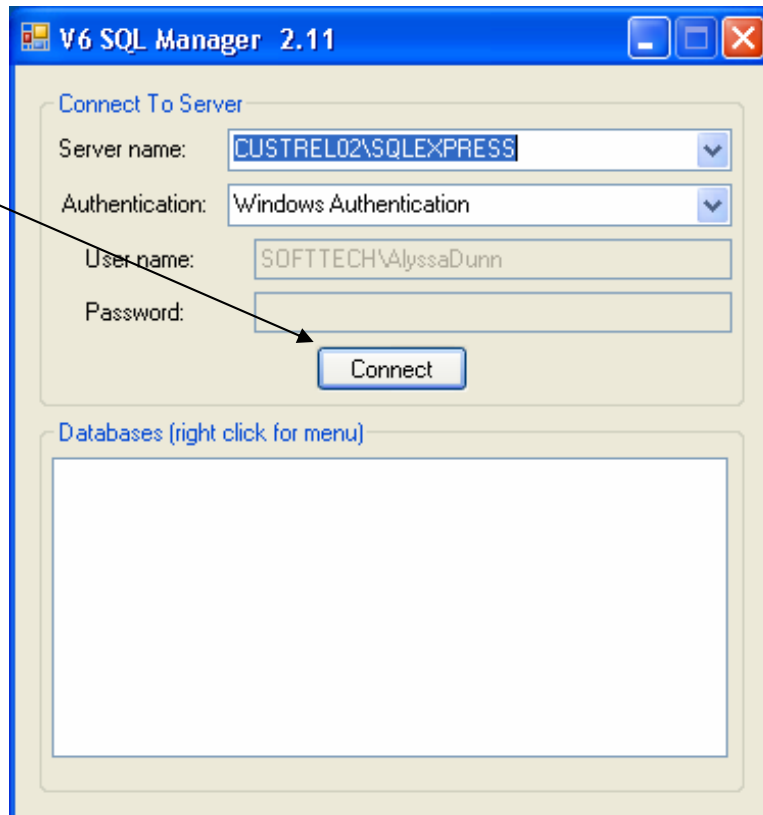 V6 SQL Manager 2.11
Connect To Server
Server name: CUSTREL02\SQLEXPRESS
Authentication: Windows Authentication
User name: SOFTTECH\AlyssaDunn
Password:
Connect
Databases (right click for menu)